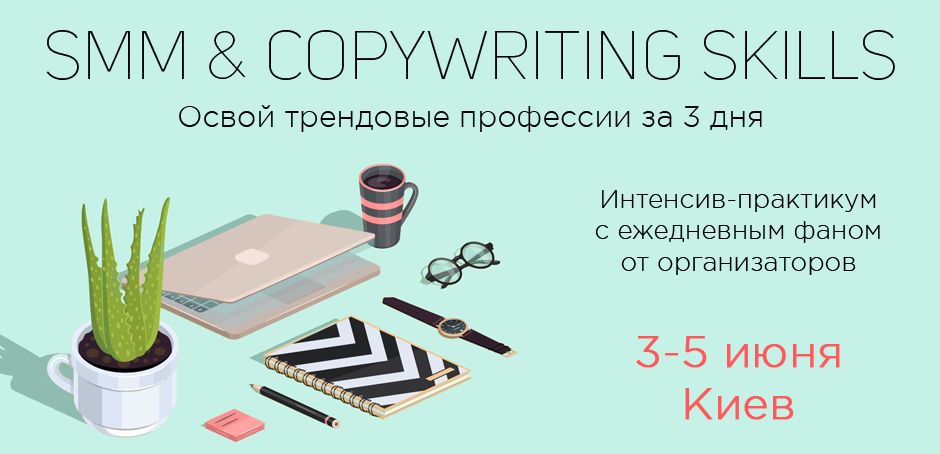 SMM & COPYWRITING SKILLS
Освой трендовые профессии за 3 дня
Интенсив-практикум
с ежедневным фаном
от организаторов
3-5 июня
Киев